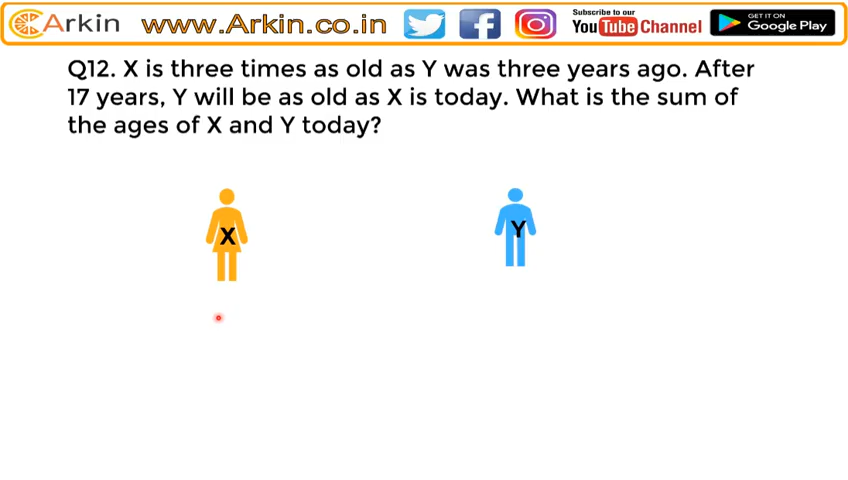 Arkin www.Arkin.co.in Subscribe to our YouTube Channel GET IT ON Google Play
Q12. X is three times as old as Y was three years ago. After
17 years, Y will be as old as X is today. What is the sum of
the ages of X and Y today?
X Y